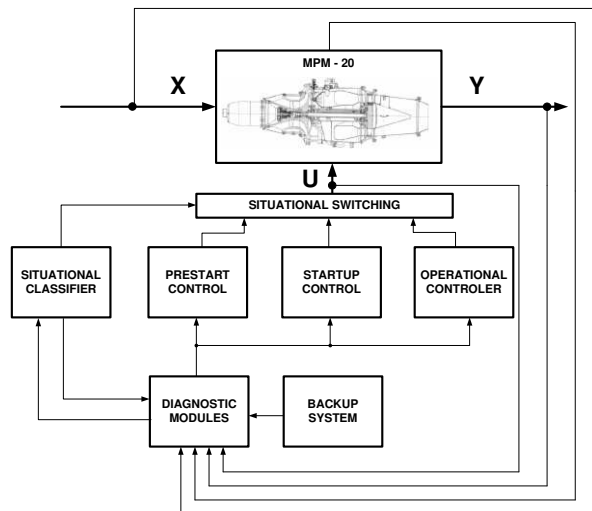 MPM - 20
X
Y
U
SITUATIONAL SWITCHING
SITUATIONAL
CLASSIFIER
PRESTART
CONTROL
STARTUP
CONTROL
OPERATIONAL
CONTROLER
DIAGNOSTIC
MODULES
BACKUP
SYSTEM